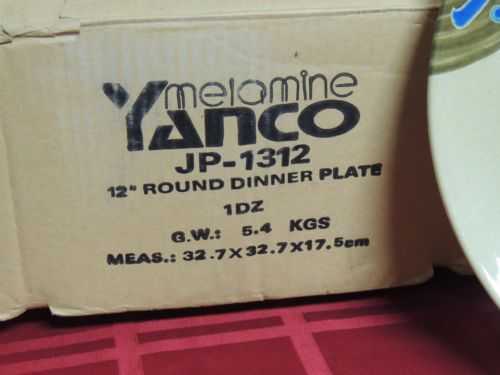 melamine
Yanco
JP-1312
12" ROUND DINNER PLATE
1DZ
G.W.: 5.4 KGS
MEAS.: 32.7X32.7X17.5cm